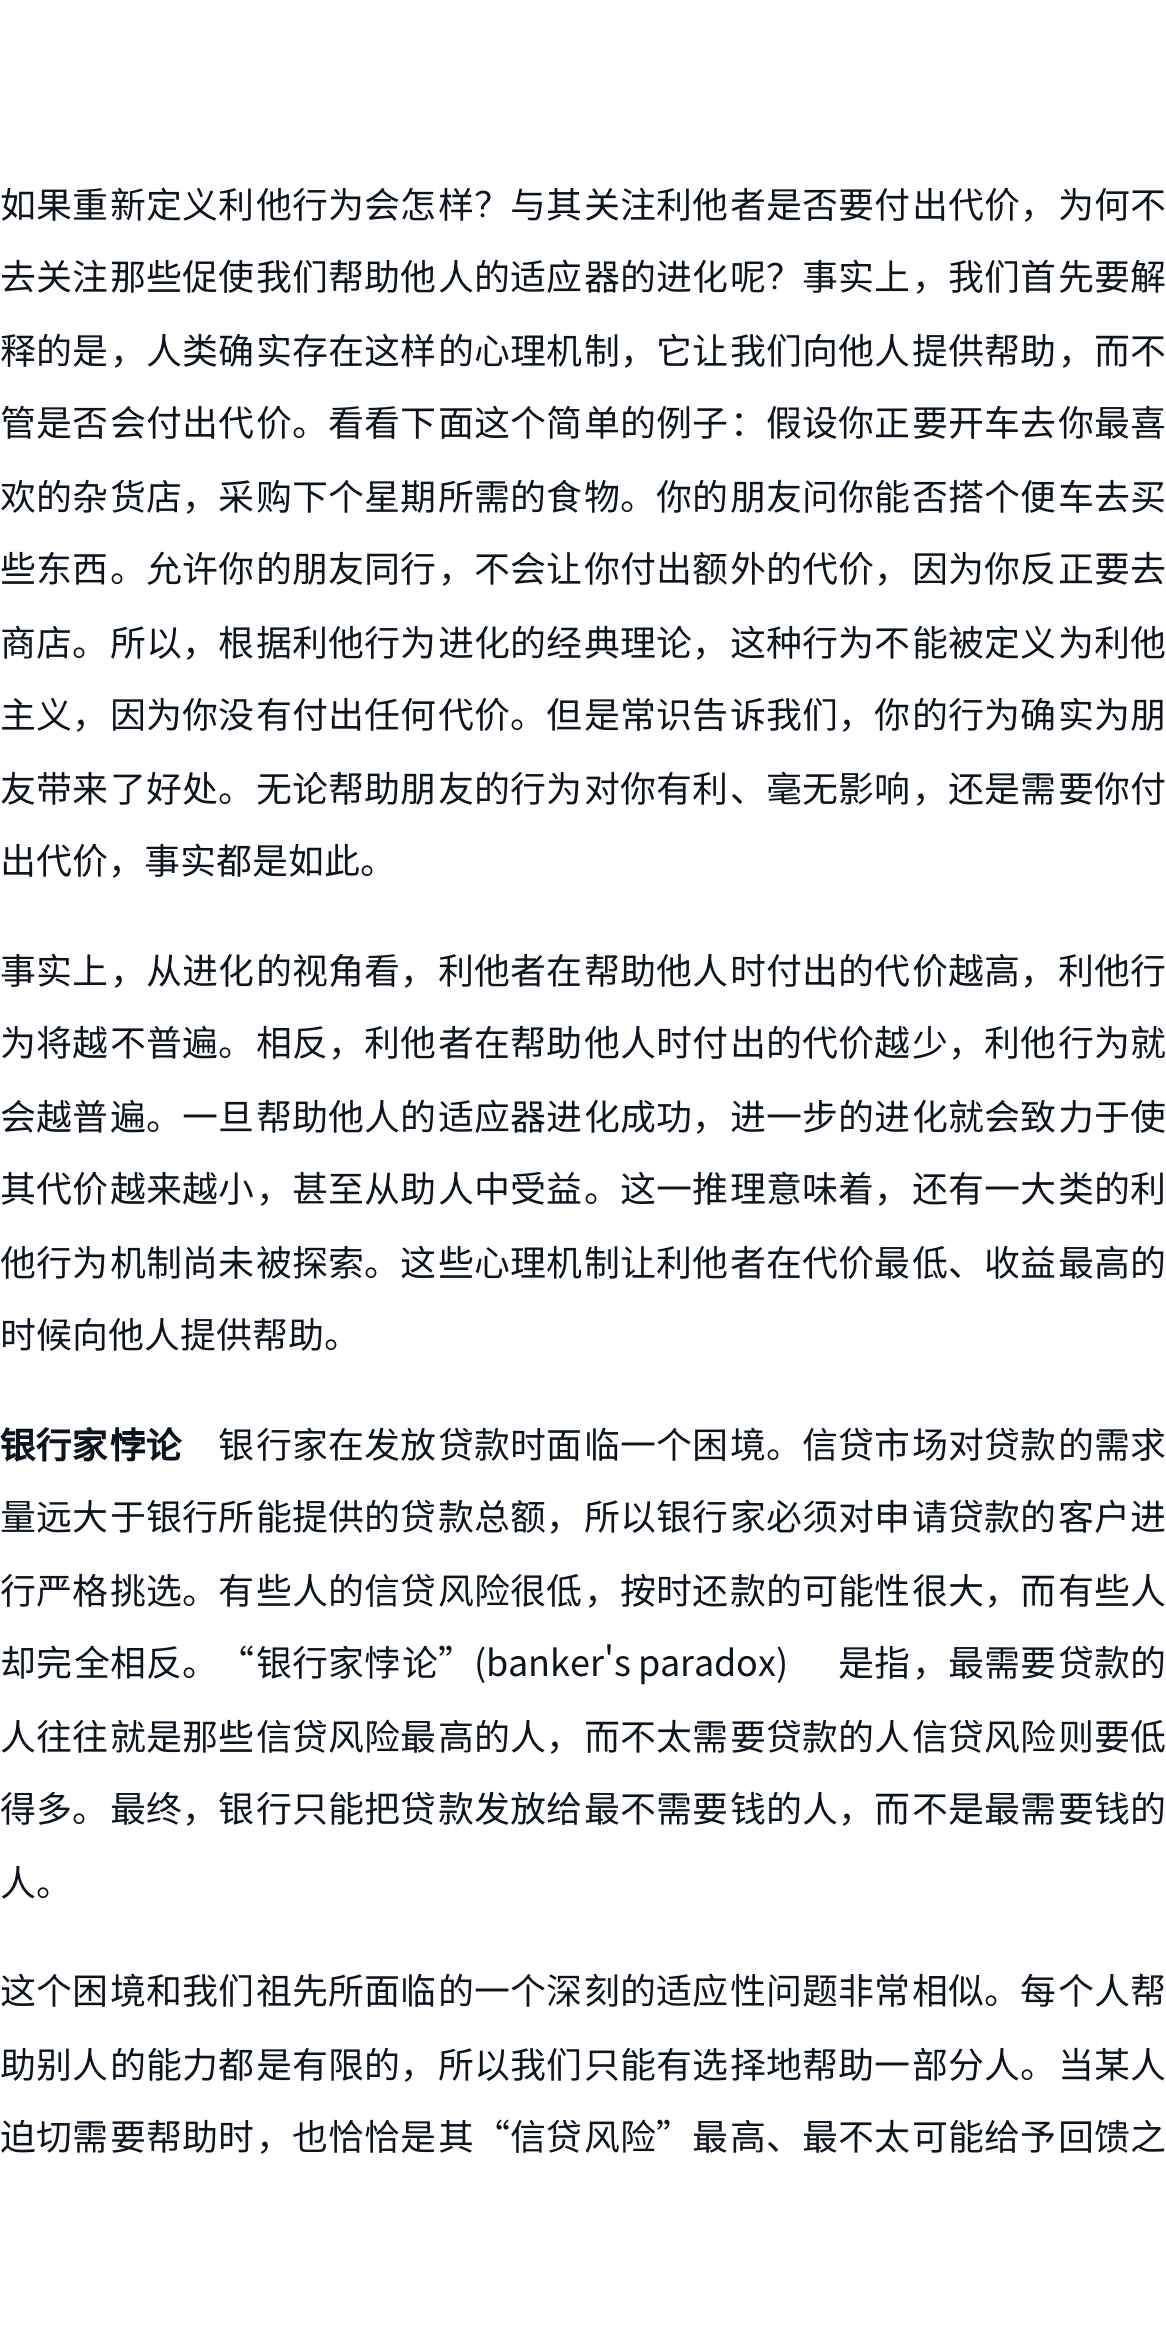 如果重新定义利他行为会怎样？与其关注利他者是否要付出代价，为何不
去关注那些促使我们帮助他人的适应器的进化呢？事实上，我们首先要解
释的是，人类确实存在这样的心理机制，它让我们向他人提供帮助，而不
管是否会付出代价。看看下面这个简单的例子：假设你正要开车去你最喜
欢的杂货店，采购下个星期所需的食物。你的朋友问你能否搭个便车去买
些东西。允许你的朋友同行，不会让你付出额外的代价，因为你反正要去
商店。所以，根据利他行为进化的经典理论，这种行为不能被定义为利他
主义，因为你没有付出任何代价。但是常识告诉我们，你的行为确实为朋
友带来了好处。无论帮助朋友的行为对你有利、毫无影响，还是需要你付
出代价，事实都是如此。
事实上，从进化的视角看，利他者在帮助他人时付出的代价越高，利他行
为将越不普遍。相反，利他者在帮助他人时付出的代价越少，利他行为就
会越普遍。一旦帮助他人的适应器进化成功，进一步的进化就会致力于使
其代价越来越小，甚至从助人中受益。这一推理意味着，还有一大类的利
他行为机制尚未被探索。这些心理机制让利他者在代价最低、收益最高的
时候向他人提供帮助。
银行家悖论　银行家在发放贷款时面临一个困境。信贷市场对贷款的需求
量远大于银行所能提供的贷款总额，所以银行家必须对申请贷款的客户进
行严格挑选。有些人的信贷风险很低，按时还款的可能性很大，而有些人
却完全相反。“银行家悖论”(banker's paradox)　是指，最需要贷款的
人往往就是那些信贷风险最高的人，而不太需要贷款的人信贷风险则要低
得多。最终，银行只能把贷款发放给最不需要钱的人，而不是最需要钱的
人。
这个困境和我们祖先所面临的一个深刻的适应性问题非常相似。每个人帮
助别人的能力都是有限的，所以我们只能有选择地帮助一部分人。当某人
迫切需要帮助时，也恰恰是其“信贷风险”最高、最不太可能给予回馈之